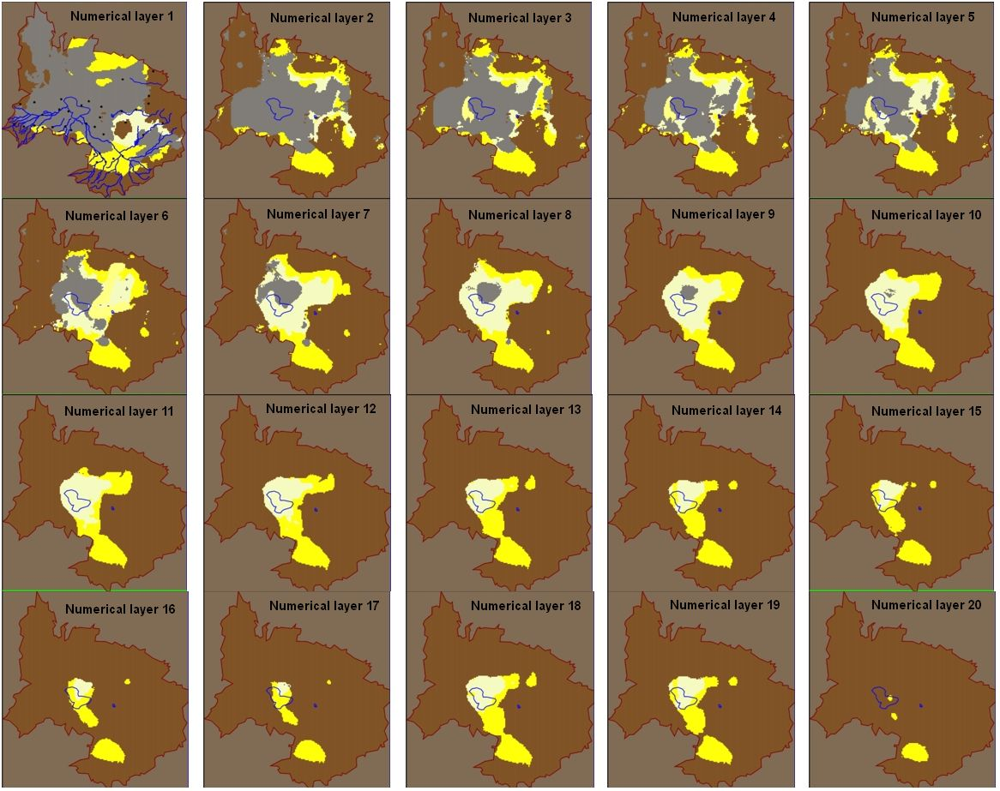 Numerical layer 1
Numerical layer 2
Numerical layer 3
Numerical layer 4
Numerical layer 5
Numerical layer 6
Numerical layer 7
Numerical layer 8
Numerical layer 9
Numerical layer 10
Numerical layer 11
Numerical layer 12
Numerical layer 13
Numerical layer 14
Numerical layer 15
Numerical layer 16
Numerical layer 17
Numerical layer 18
Numerical layer 19
Numerical layer 20